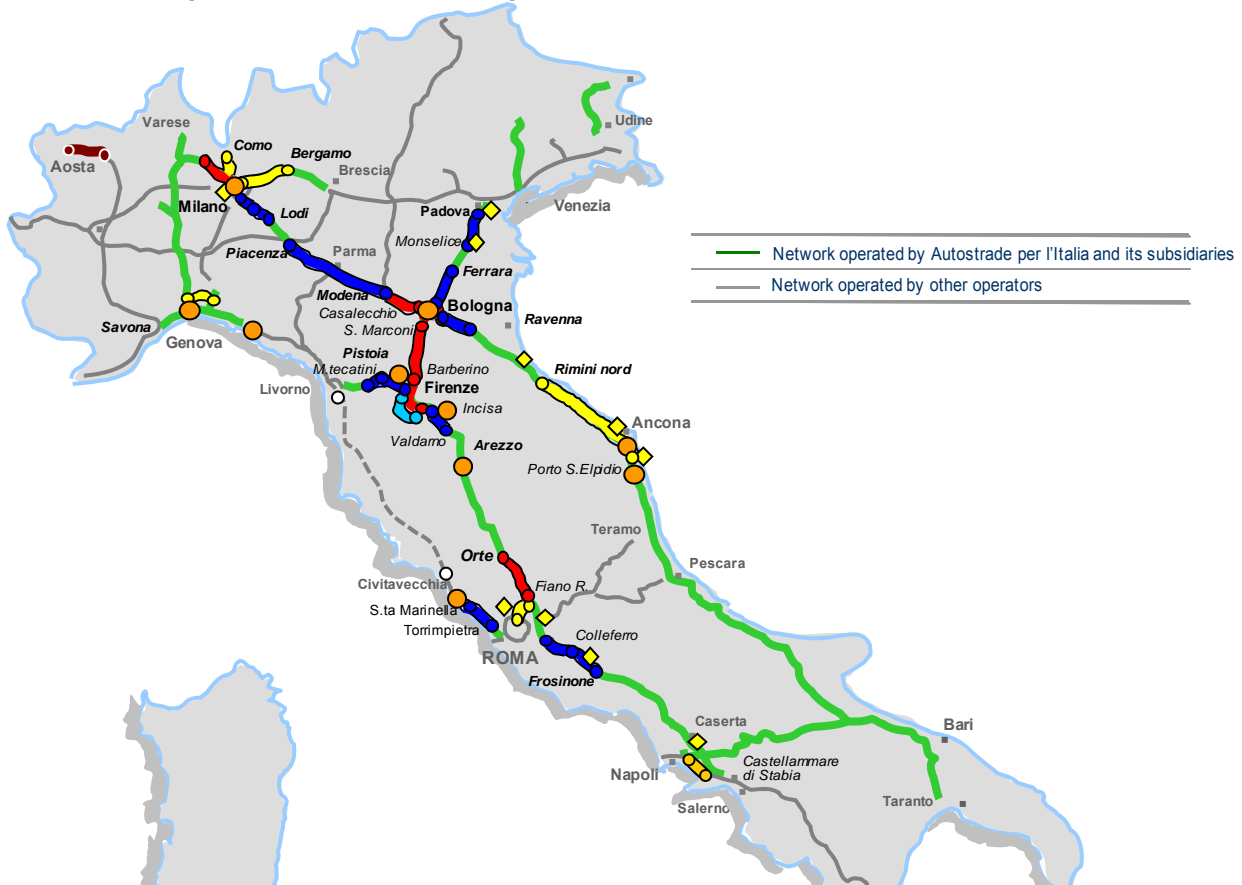 Udine
Varese
Como
Bergamo
Aosta
Brescia
Milano
Lodi
Padova
Venezia
Monselice
Piacenza
Parma
Network operated by Autostrade per l'Italia and its subsidiaries
Ferrara
Network operated by other operators
Modena
Bologna
Casalecchio
Ravenna
Savona
S. Marconi
Genova
Pistoia
M.tecatini
Barberino
Rimini nord
Livorno
Firenze
Incisa
Ancona
Valdarno
Arezzo
Porto S.Elpidio
Teramo
Orte
Pescara
Civitavecchia
Fiano R.
S.ta Marinella
Torrimpietra
Colleferro
ROMA
Frosinone
Caserta
Bari
Castellammare
di Stabia
Napoli
Salerno
Taranto